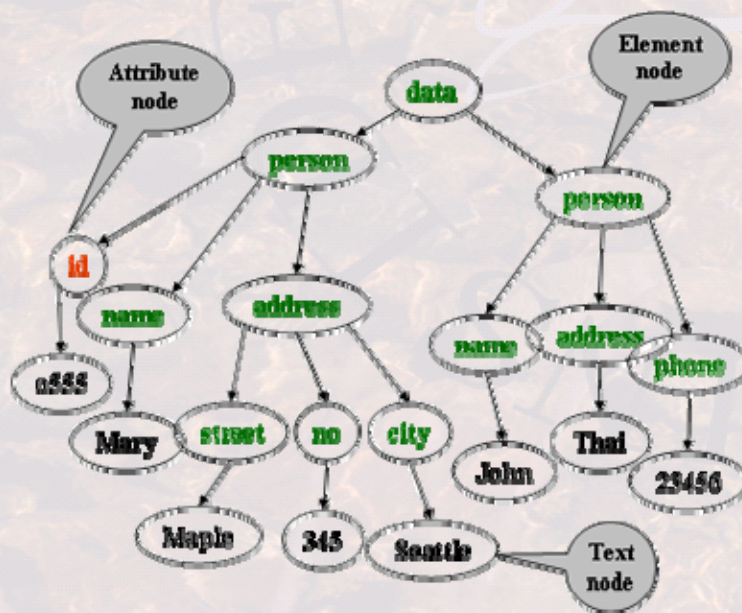 Attribute
node
Element
node
data
person
person
id
name
address
name
address
phone
o555
Mary
street
no
city
John
Thai
23456
Maple
345
Seattle
Text
node